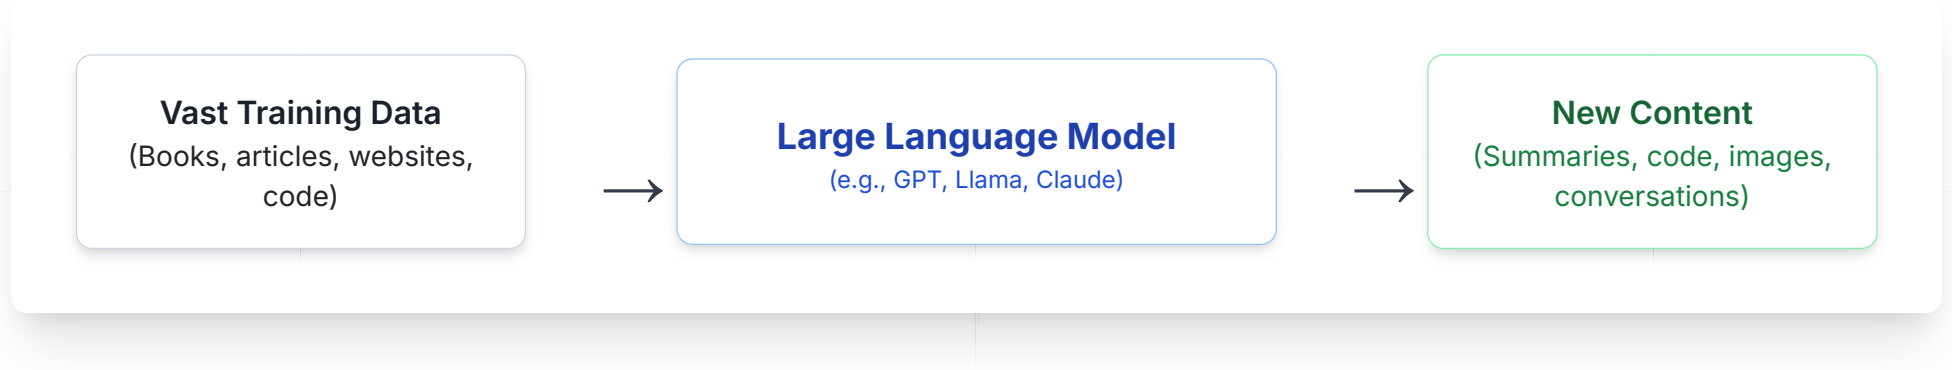 Vast Training Data
(Books, articles, websites,
code)
→
Large Language Model
(e.g., GPT, Llama, Claude)
→
New Content
(Summaries, code, images,
conversations)